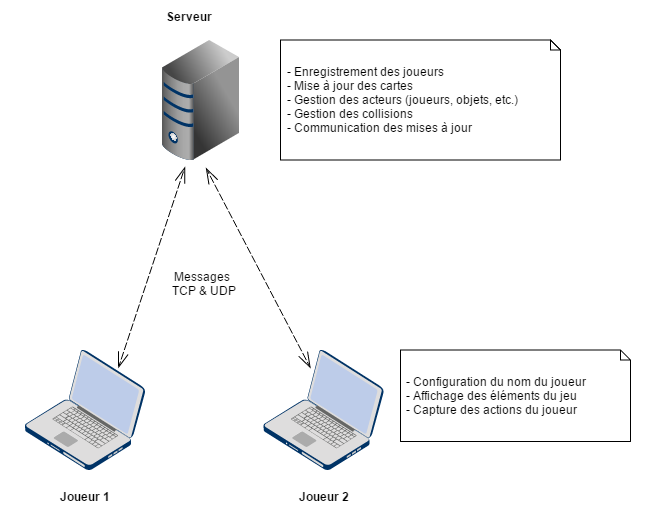 Serveur
- Enregistrement des joueurs
- Mise à jour des cartes
- Gestion des acteurs (joueurs, objets, etc.)
- Gestion des collisions
- Communication des mises à jour
Messages
TCP & UDP
- Configuration du nom du joueur
- Affichage des éléments du jeu
- Capture des actions du joueur
Joueur 1
Joueur 2